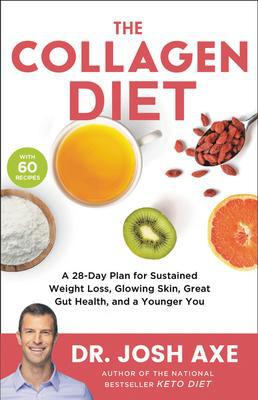 THE
COLLAGEN
DIET
WITH
60
RECIPES
A 28-Day Plan for Sustained
Weight Loss, Glowing Skin, Great
Gut Health, and a Younger You
DR. JOSH AXE
AUTHOR OF THE NATIONAL
BESTSELLER KETO DIET